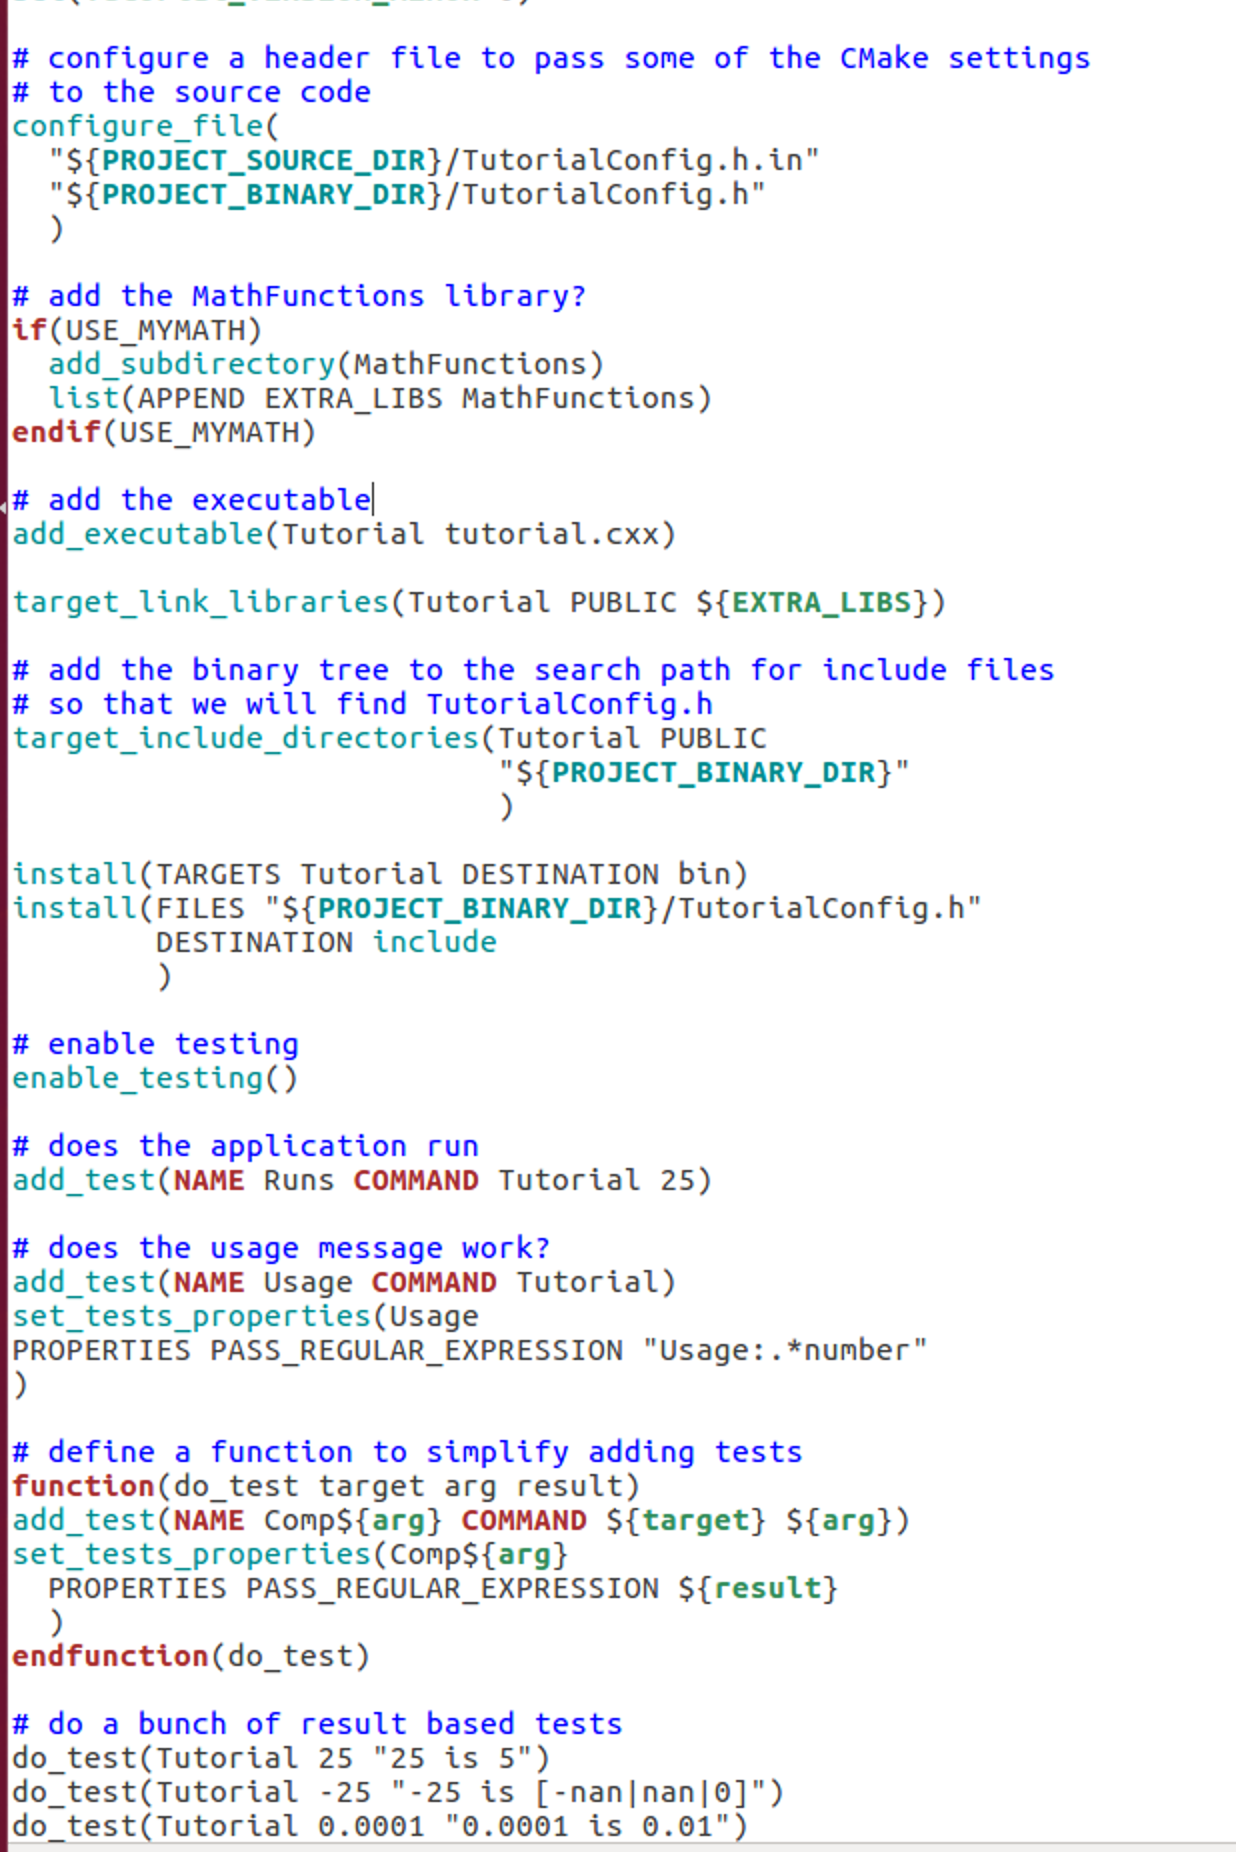 # configure a header file to pass some of the CMake settings
# to the source code
configure_file(
  "${PROJECT_SOURCE_DIR}/TutorialConfig.h.in"
  "${PROJECT_BINARY_DIR}/TutorialConfig.h"
  )

# add the MathFunctions library?
if(USE_MYMATH)
  add_subdirectory(MathFunctions)
  list(APPEND EXTRA_LIBS MathFunctions)
endif(USE_MYMATH)

# add the executable
add_executable(Tutorial tutorial.cxx)

target_link_libraries(Tutorial PUBLIC ${EXTRA_LIBS})

# add the binary tree to the search path for include files
# so that we will find TutorialConfig.h
target_include_directories(Tutorial PUBLIC
                           "${PROJECT_BINARY_DIR}"
                           )

install(TARGETS Tutorial DESTINATION bin)
install(FILES "${PROJECT_BINARY_DIR}/TutorialConfig.h"
        DESTINATION include
        )

# enable testing
enable_testing()

# does the application run
add_test(NAME Runs COMMAND Tutorial 25)

# does the usage message work?
add_test(NAME Usage COMMAND Tutorial)
set_tests_properties(Usage
PROPERTIES PASS_REGULAR_EXPRESSION "Usage:.*number"
)

# define a function to simplify adding tests
function(do_test target arg result)
add_test(NAME Comp${arg} COMMAND ${target} ${arg})
set_tests_properties(Comp${arg}
  PROPERTIES PASS_REGULAR_EXPRESSION ${result}
  )
endfunction(do_test)

# do a bunch of result based tests
do_test(Tutorial 25 "25 is 5")
do_test(Tutorial -25 "-25 is [-nan|nan|0]")
do_test(Tutorial 0.0001 "0.0001 is 0.01")